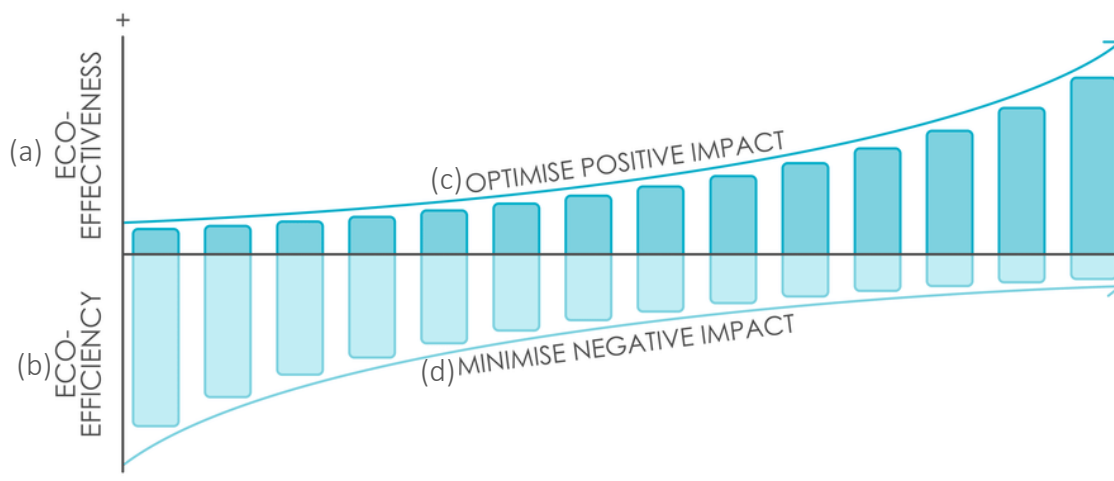 +
(a) ECO-
EFFECTIVENESS
(c) OPTIMISE POSITIVE IMPACT
(b) ECO-
EFFICIENCY
(d) MINIMISE NEGATIVE IMPACT